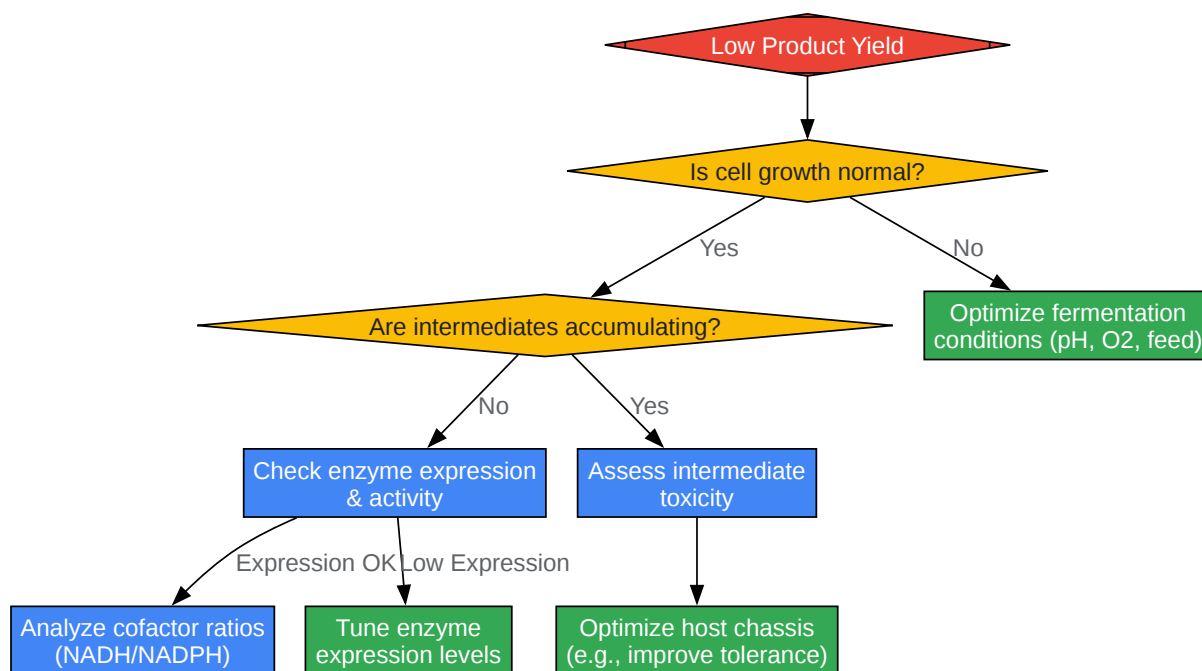 Low Product Yield
Is cell growth normal?
Yes
No
Optimize fermentation
conditions (pH, O2, feed)
Are intermediates accumulating?
No
Yes
Check enzyme expression
& activity
Assess intermediate
toxicity
Expression OK
Low Expression
Analyze cofactor ratios
(NADH/NADPH)
Tune enzyme
expression levels
Optimize host chassis
(e.g., improve tolerance)